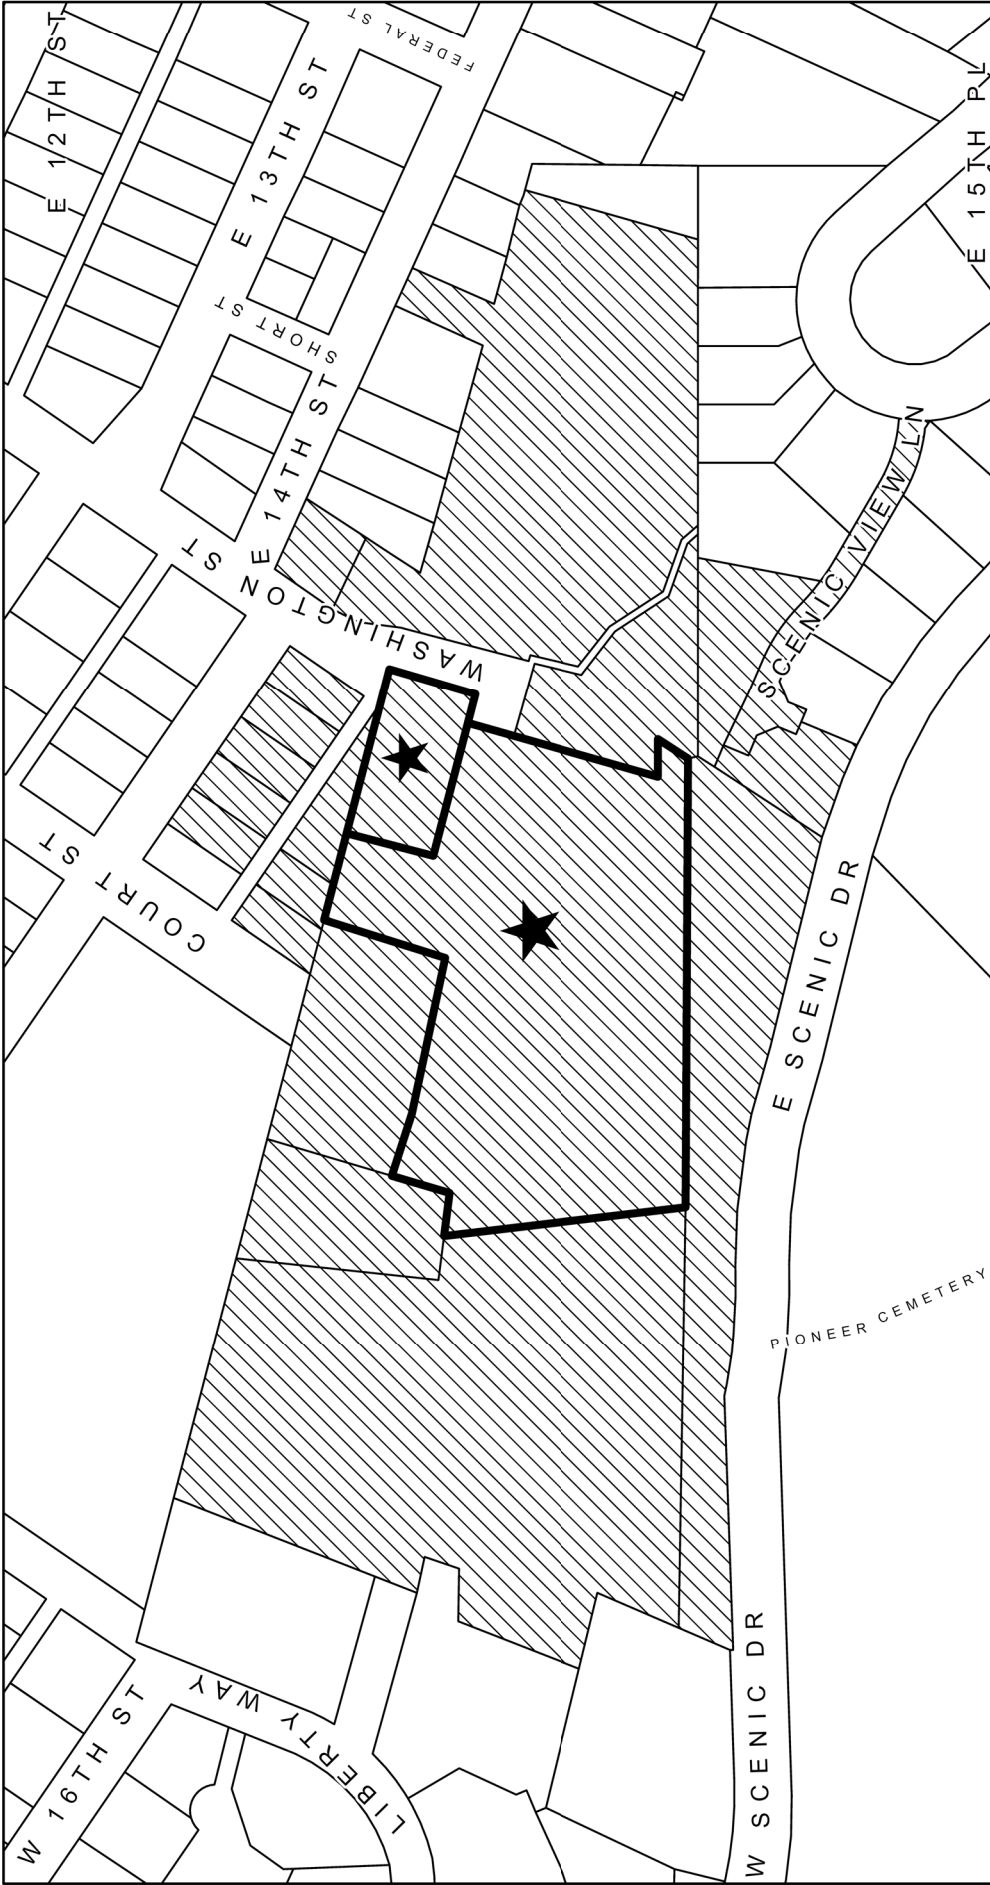 E 12TH ST
FEDERAL ST
E 13TH ST
E 15TH PL
SHORT ST
E 14TH ST
WASHINGTON ST
SCENIC VIEW LN
COURT ST
E SCENIC DR
PIONEER CEMETERY
LIBERTY WAY
W 16TH ST
W SCENIC DR